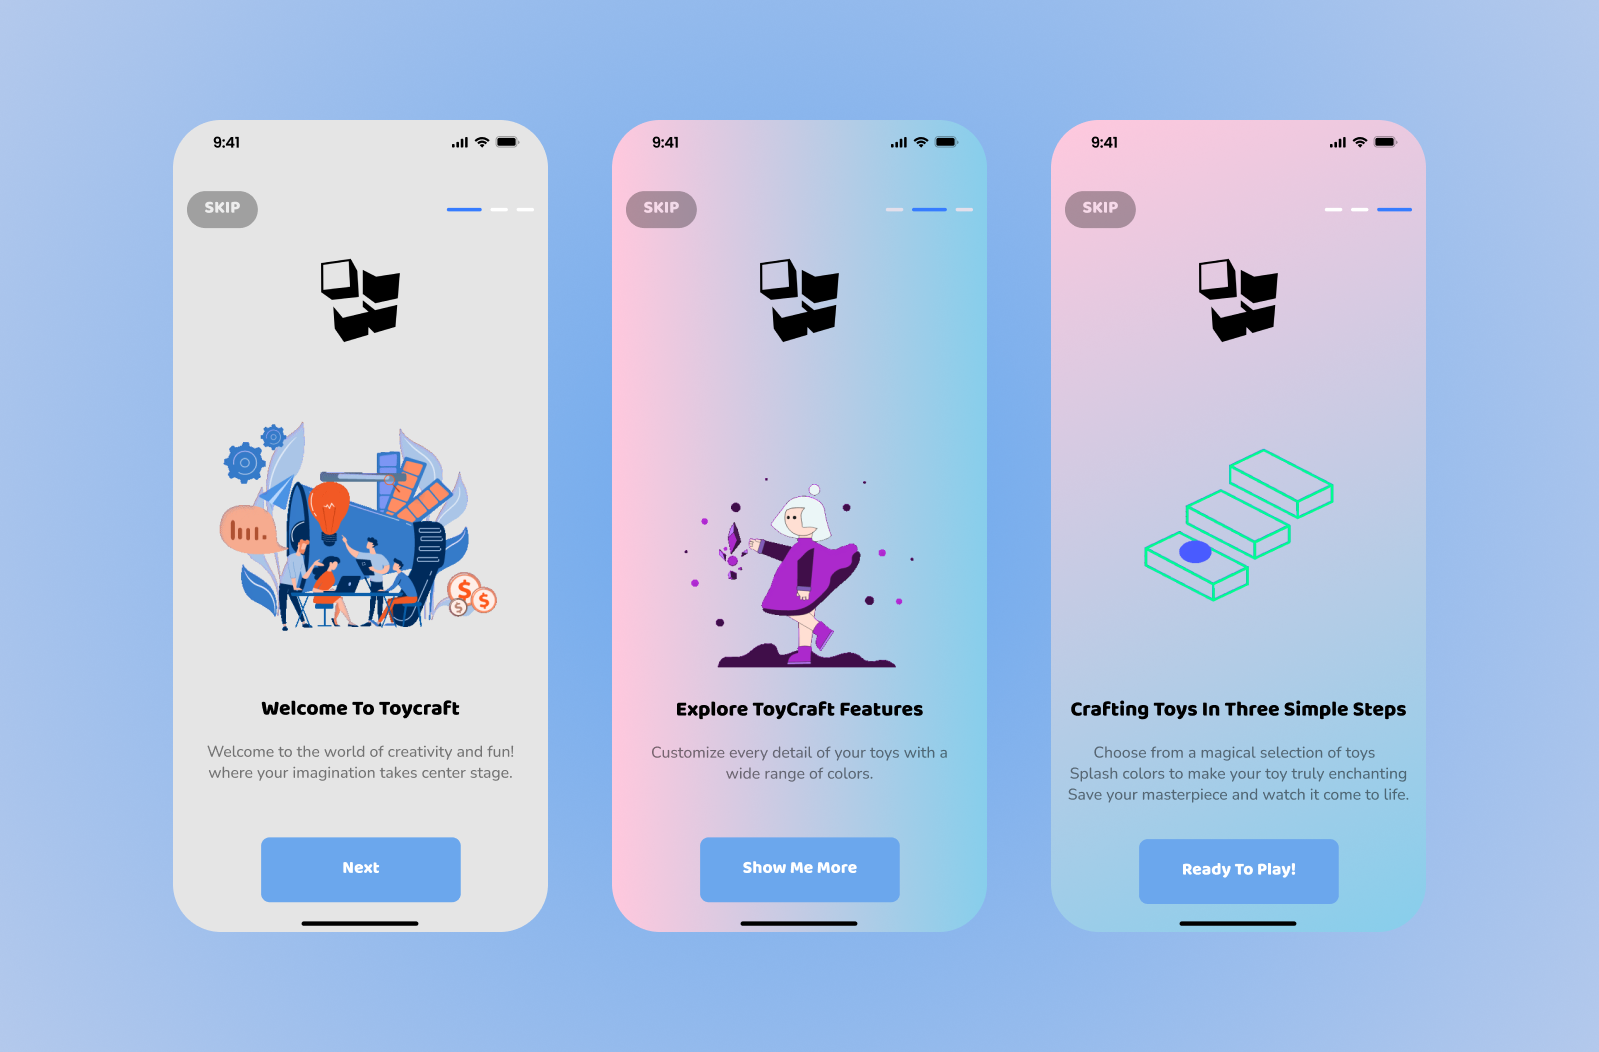 9:41
SKIP
Welcome To Toycraft
Welcome to the world of creativity and fun!
where your imagination takes center stage.
Next
9:41
SKIP
Explore ToyCraft Features
Customize every detail of your toys with a
wide range of colors.
Show Me More
9:41
SKIP
Crafting Toys In Three Simple Steps
Choose from a magical selection of toys
Splash colors to make your toy truly enchanting
Save your masterpiece and watch it come to life.
Ready To Play!